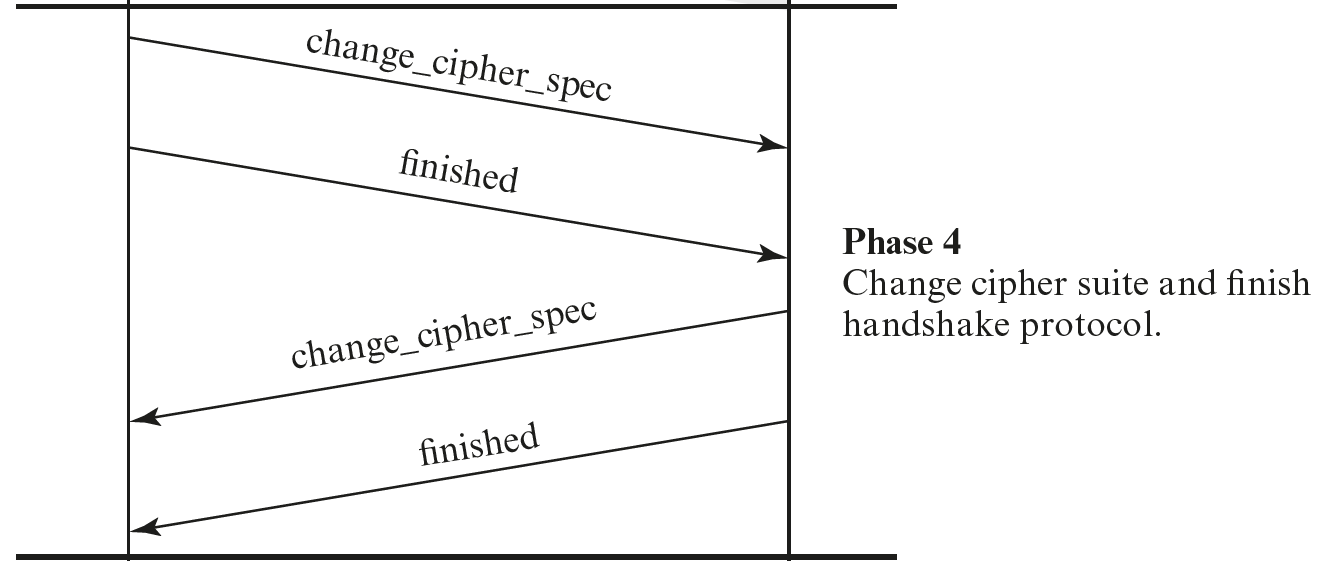 change_cipher_spec
finished
change_cipher_spec
finished
Phase 4
Change cipher suite and finish
handshake protocol.